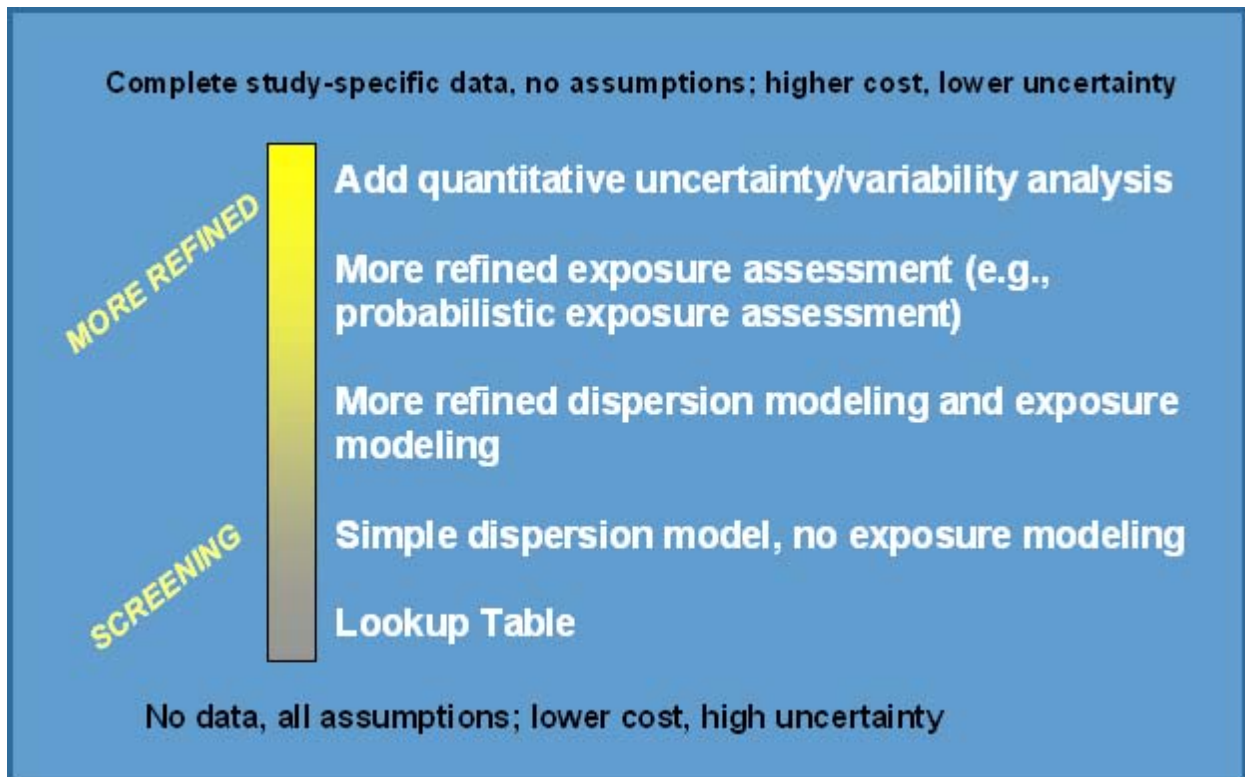 Complete study-specific data, no assumptions; higher cost, lower uncertainty
MORE REFINED
Add quantitative uncertainty/variability analysis
More refined exposure assessment (e.g.,
probabilistic exposure assessment)
More refined dispersion modeling and exposure
modeling
SCREENING
Simple dispersion model, no exposure modeling
Lookup Table
No data, all assumptions; lower cost, high uncertainty